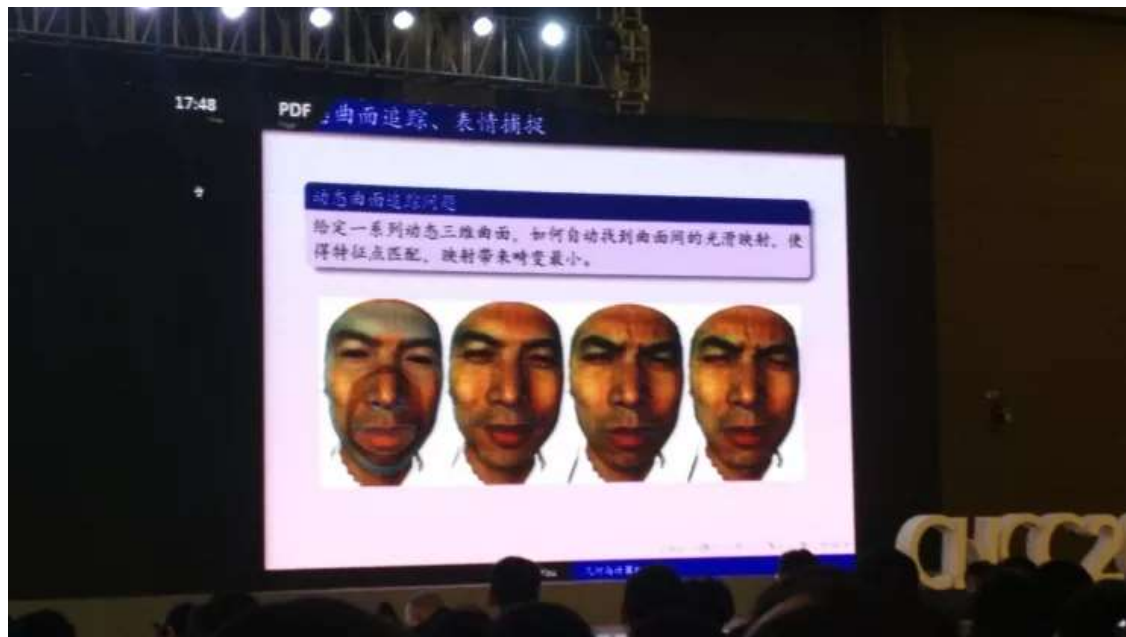 17:48
PDF
曲面追踪、表情捕捉
动态曲面追踪问题
给定一系列动态三维曲面，如何自动找到曲面间的光滑映射，使
得特征点匹配，映射带来畸变最小。
CHCC2